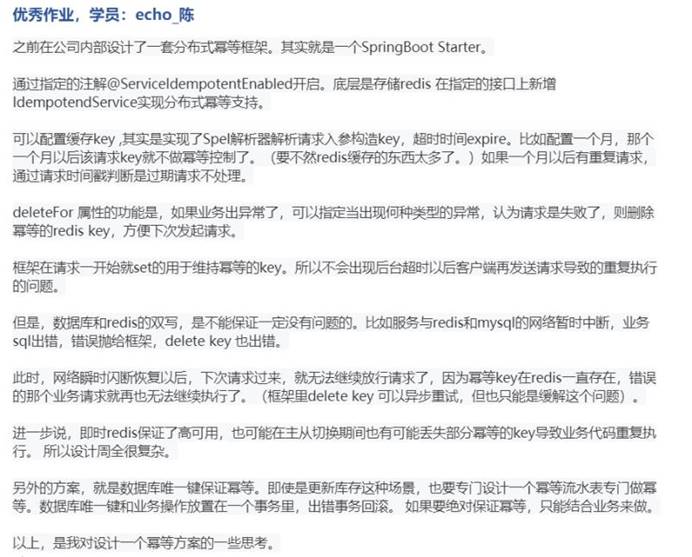 优秀作业，学员：echo_陈
之前在公司内部设计了一套分布式幂等框架。其实就是一个SpringBoot Starter。
通过指定的注解@ServiceIdempotentEnabled开启。底层是存储redis 在指定的接口上新增
IdempotendService实现分布式幂等支持。
可以配置缓存key ,其实是实现了Spel解析器解析请求入参构造key，超时时间expire。比如配置一个月，那个
一个月以后该请求key就不做幂等控制了。（要不然redis缓存的东西太多了。）如果一个月以后有重复请求，
通过请求时间戳判断是过期请求不处理。
deleteFor 属性的功能是，如果业务出异常了，可以指定当出现何种类型的异常，认为请求是失败了，则删除
幂等的redis key，方便下次发起请求。
框架在请求一开始就set的用于维持幂等的key。所以不会出现后台超时以后客户端再发送请求导致的重复执行
的问题。
但是，数据库和redis的双写，是不能保证一定没有问题的。比如服务与redis和mysql的网络暂时中断，业务
sql出错，错误抛给框架，delete key 也出错。
此时，网络瞬时闪断恢复以后，下次请求过来，就无法继续放行请求了，因为幂等key在redis一直存在，错误
的那个业务请求就再也无法继续执行了。（框架里delete key 可以异步重试，但也只能是缓解这个问题）。
进一步说，即时redis保证了高可用，也可能在主从切换期间也有可能丢失部分幂等的key导致业务代码重复执
行。 所以设计周全很复杂。
另外的方案，就是数据库唯一键保证幂等。即使是更新库存这种场景，也要专门设计一个幂等流水表专门做幂
等。数据库唯一键和业务操作放置在一个事务里，出错事务回滚。 如果要绝对保证幂等，只能结合业务来做。
以上，是我对设计一个幂等方案的一些思考。